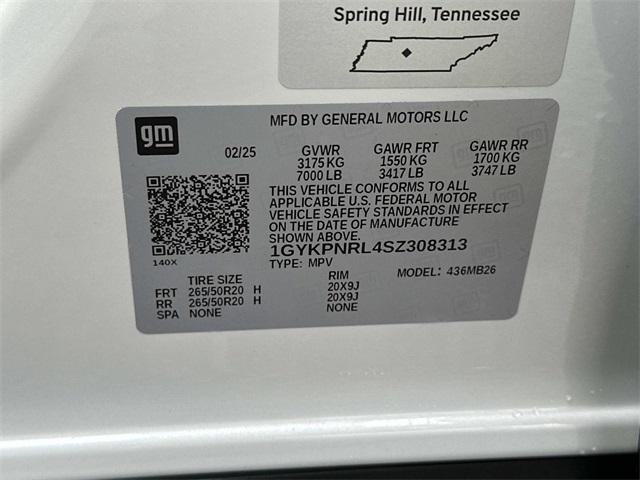 Spring Hill, Tennessee
gm
MFD BY GENERAL MOTORS LLC
02/25 GVWR GAWR FRT GAWR RR
3175 KG 1550 KG 1700 KG
7000 LB 3417 LB 3747 LB
THIS VEHICLE CONFORMS TO ALL
APPLICABLE U.S. FEDERAL MOTOR
VEHICLE SAFETY STANDARDS IN EFFECT
ON THE DATE OF MANUFACTURE
SHOWN ABOVE.
1GYKPNRL4SZ308313
140X
TYPE: MPV MODEL: 436MB26
TIRE SIZE RIM
FRT 265/50R20 H 20X9J
RR 265/50R20 H 20X9J
SPA NONE NONE